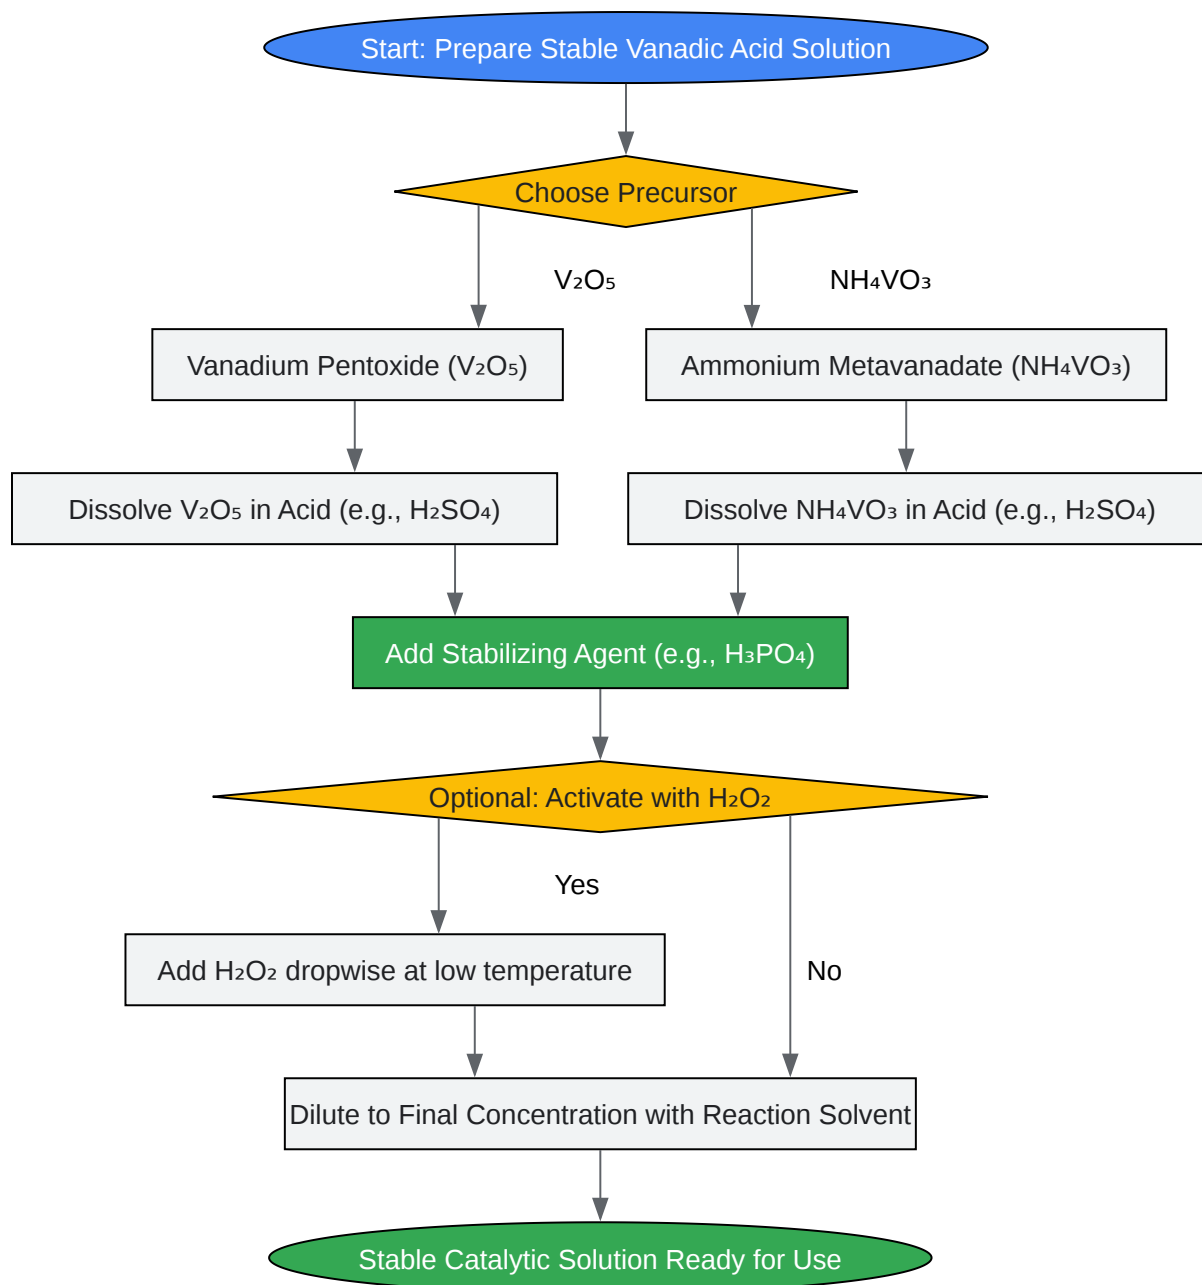 Start: Prepare Stable Vanadic Acid Solution
Choose Precursor
V₂O₅
NH₄VO₃
Vanadium Pentoxide (V₂O₅)
Ammonium Metavanadate (NH₄VO₃)
Dissolve V₂O₅ in Acid (e.g., H₂SO₄)
Dissolve NH₄VO₃ in Acid (e.g., H₂SO₄)
Add Stabilizing Agent (e.g., H₃PO₄)
Optional: Activate with H₂O₂
Yes
Add H₂O₂ dropwise at low temperature
No
Dilute to Final Concentration with Reaction Solvent
Stable Catalytic Solution Ready for Use